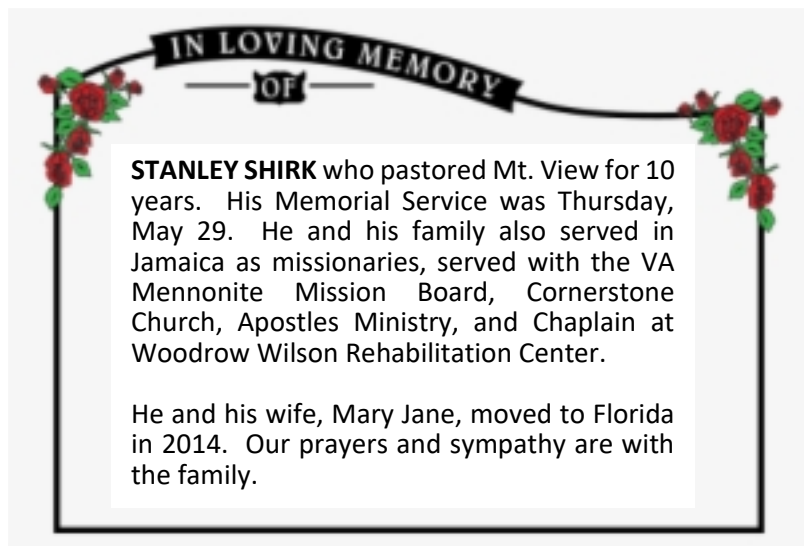 IN LOVING MEMORY
OF
STANLEY SHIRK who pastored Mt. View for 10
years. His Memorial Service was Thursday,
May 29. He and his family also served in
Jamaica as missionaries, served with the VA
Mennonite Mission Board, Cornerstone
Church, Apostles Ministry, and Chaplain at
Woodrow Wilson Rehabilitation Center.
He and his wife, Mary Jane, moved to Florida
in 2014. Our prayers and sympathy are with
the family.